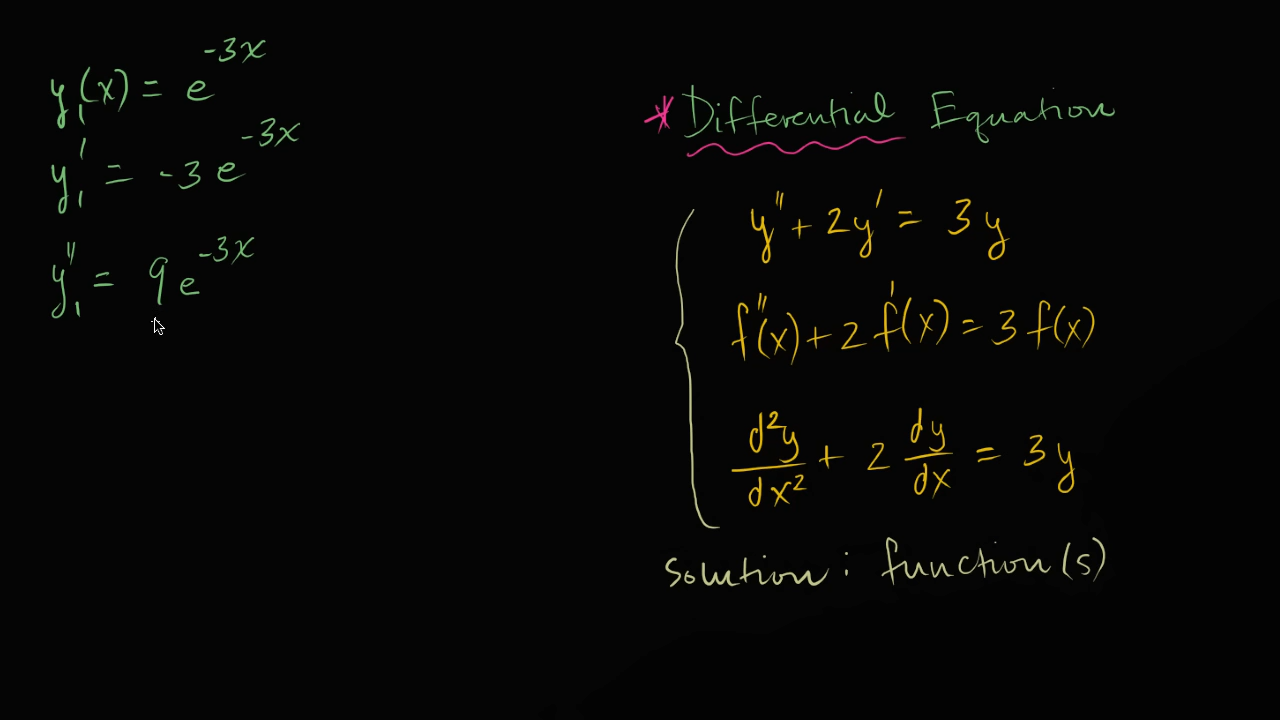 y₁(x) = e^{-3x}
y₁' = -3e^{-3x}
y₁'' = 9e^{-3x}
* Differential Equation
y'' + 2y' = 3y
f''(x) + 2f'(x) = 3f(x)
d²y/dx² + 2 dy/dx = 3y
solution: function(s)